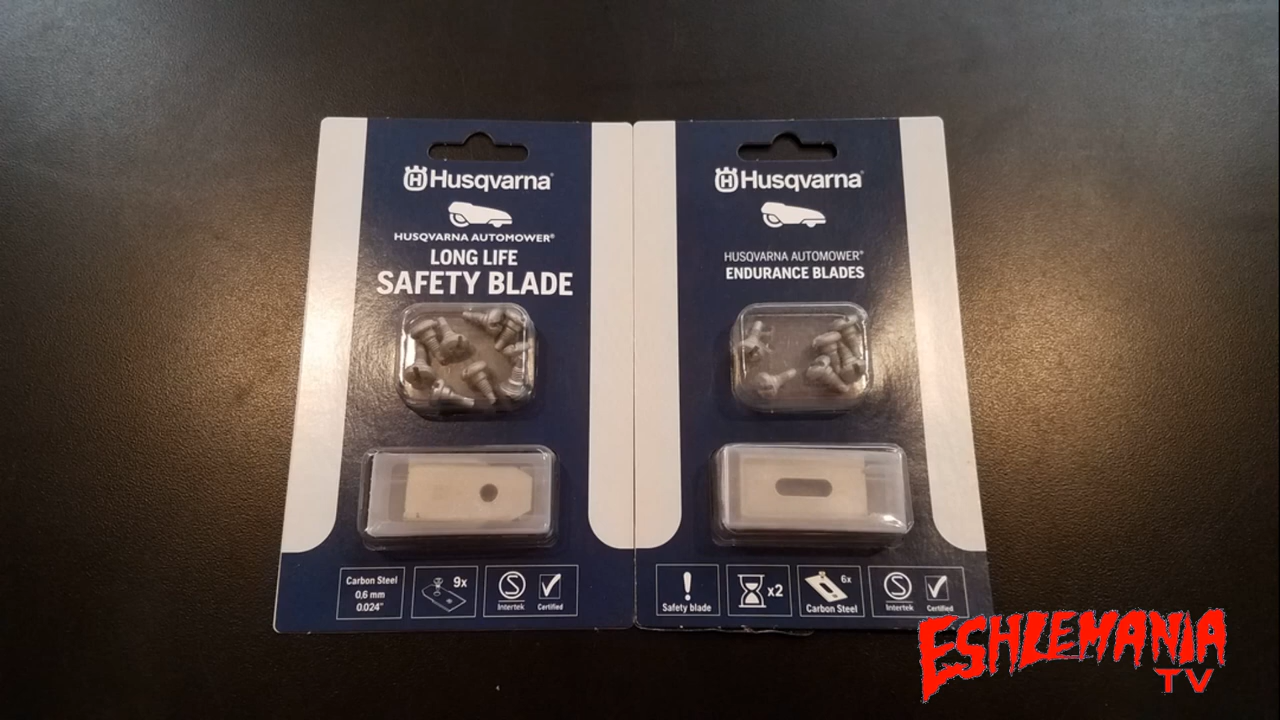 Husqvarna®
HUSQVARNA AUTOMOWER®
LONG LIFE
SAFETY BLADE
Carbon Steel
0,6 mm
0.024"
9x
Intertek
Certified
Husqvarna®
HUSQVARNA AUTOMOWER®
ENDURANCE BLADES
Safety blade
x2
6x
Carbon Steel
Intertek
Certified
ESHLEMANIA
TV